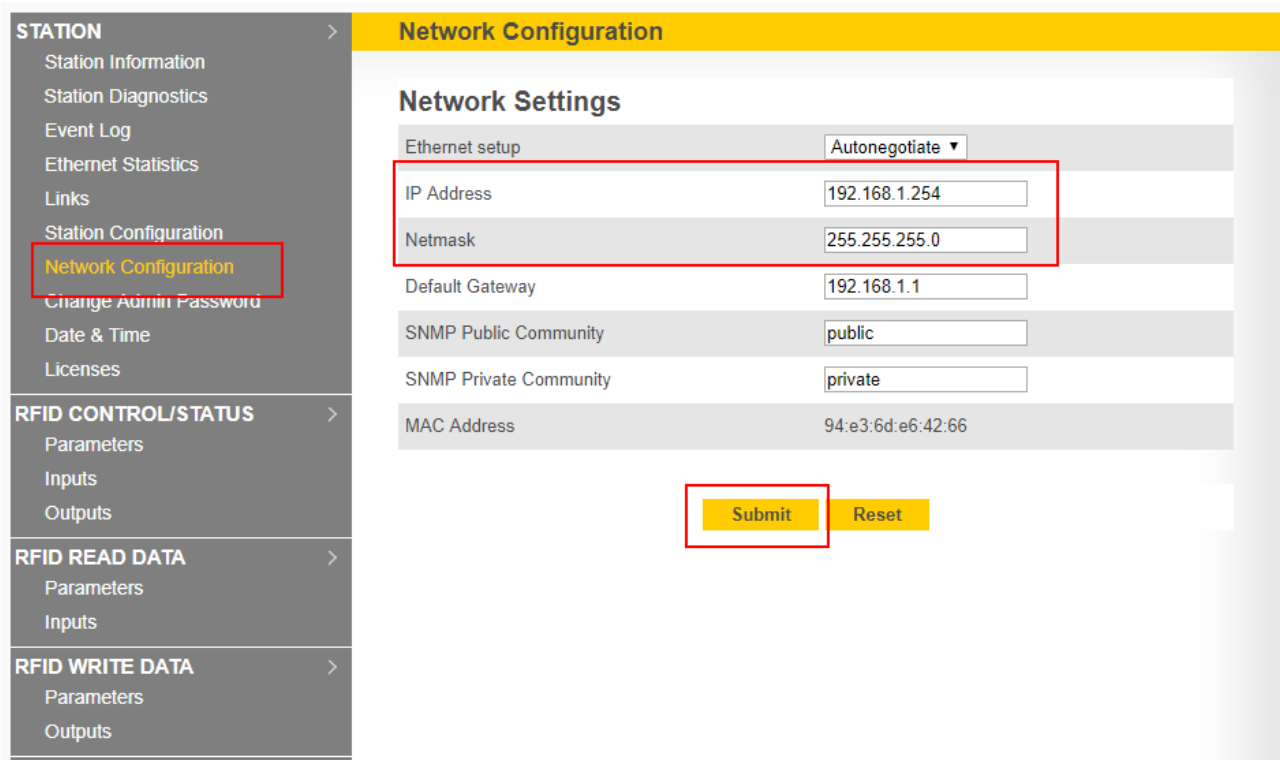 STATION
Station Information
Station Diagnostics
Event Log
Ethernet Statistics
Links
Station Configuration
Network Configuration
Change Admin Password
Date & Time
Licenses
RFID CONTROL/STATUS
Parameters
Inputs
Outputs
RFID READ DATA
Parameters
Inputs
RFID WRITE DATA
Parameters
Outputs
Network Configuration
Network Settings
Ethernet setup Autonegotiate
IP Address 192.168.1.254
Netmask 255.255.255.0
Default Gateway 192.168.1.1
SNMP Public Community public
SNMP Private Community private
MAC Address 94:e3:6d:e6:42:66
Submit Reset